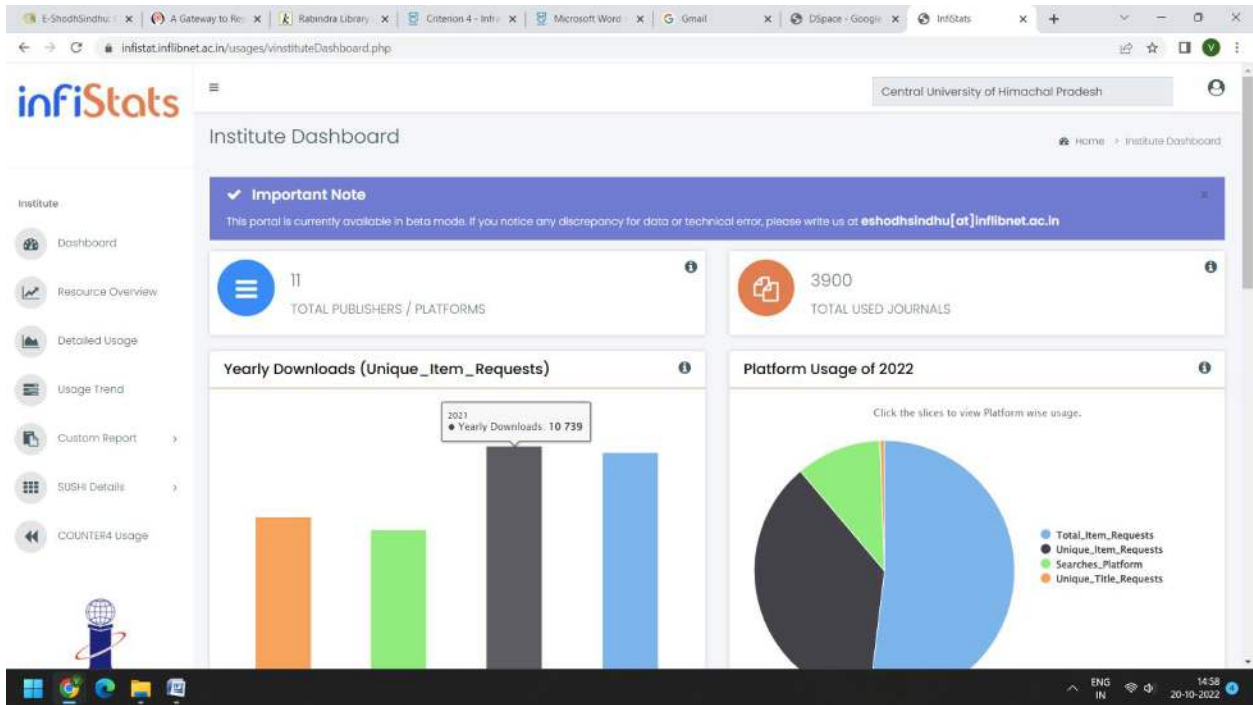 E-ShodhSindhu:
A Gateway to Re
Rabindra Library
Criterion 4 - Infr
Microsoft Word
Gmail
DSpace - Google
InfiStats
infistat.inflibnet.ac.in/usages/vinstituteDashboard.php
V
infiStats
Central University of Himachal Pradesh
Institute Dashboard
Home > Institute Dashboard
Institute
Dashboard
Resource Overview
Detailed Usage
Usage Trend
Custom Report
SUSHI Details
COUNTER4 Usage
Important Note
This portal is currently available in beta mode. If you notice any discrepancy for data or technical error, please write us at eshodhsindhu[at]inflibnet.ac.in
11
TOTAL PUBLISHERS / PLATFORMS
3900
TOTAL USED JOURNALS
Yearly Downloads (Unique_Item_Requests)
2021
Yearly Downloads: 10 739
Platform Usage of 2022
Click the slices to view Platform wise usage.
Total_Item_Requests
Unique_Item_Requests
Searches_Platform
Unique_Title_Requests
ENG
IN
14:58
20-10-2022
4